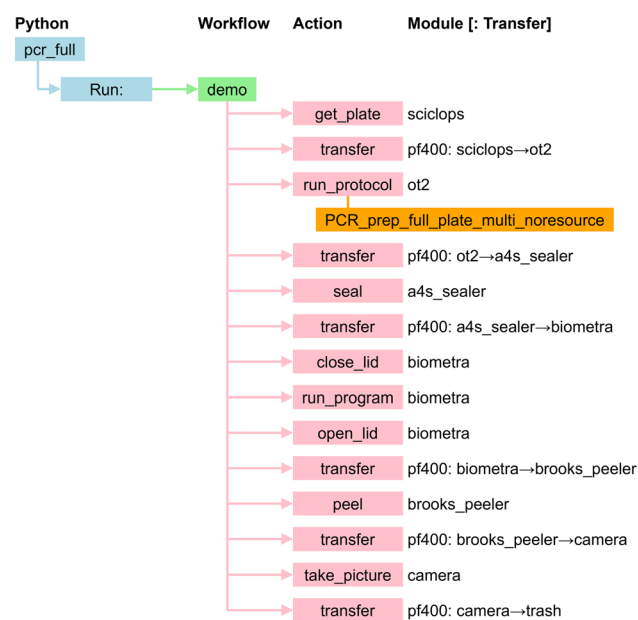 Python Workflow Action Module [: Transfer]
pcr_full
Run: demo
get_plate sciclops
transfer pf400: sciclops→ot2
run_protocol ot2
PCR_prep_full_plate_multi_noresource
transfer pf400: ot2→a4s_sealer
seal a4s_sealer
transfer pf400: a4s_sealer→biometra
close_lid biometra
run_program biometra
open_lid biometra
transfer pf400: biometra→brooks_peeler
peel brooks_peeler
transfer pf400: brooks_peeler→camera
take_picture camera
transfer pf400: camera→trash